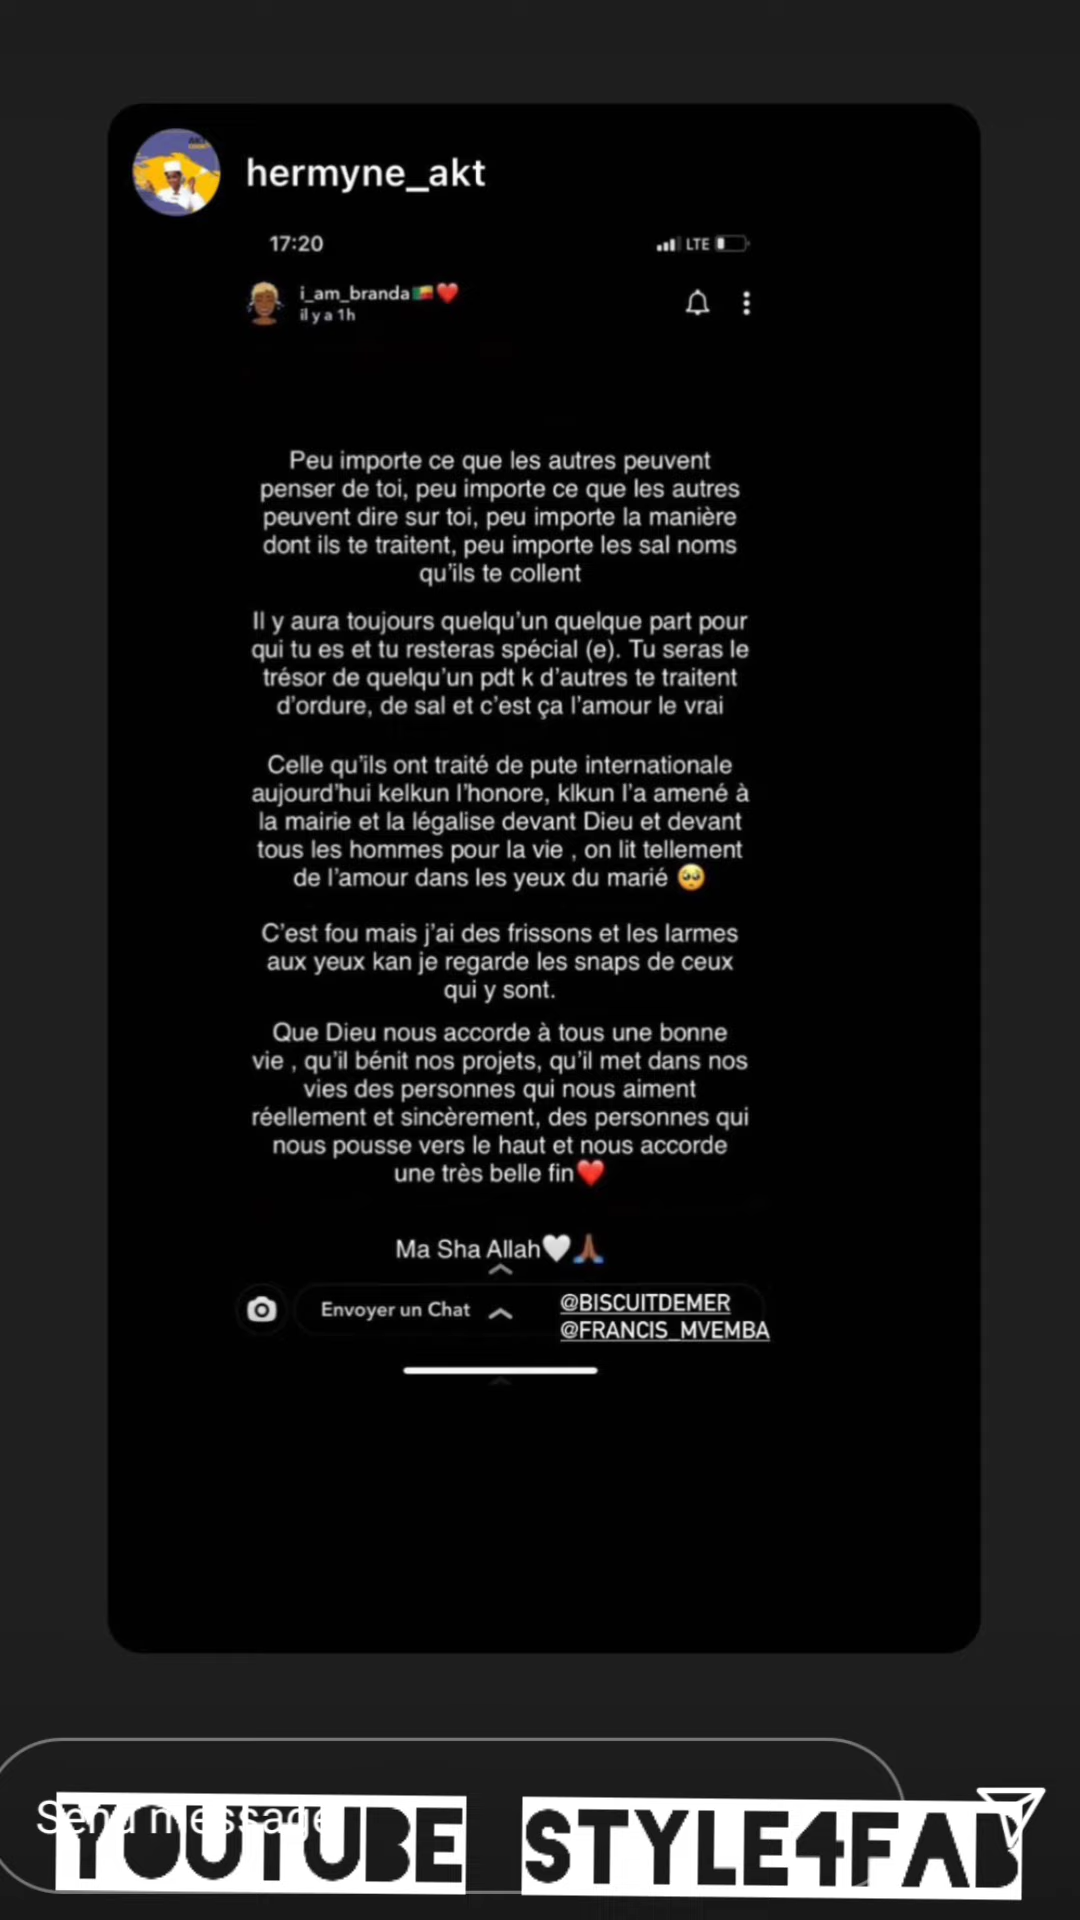 hermyne_akt
17:20
LTE
i_am_branda🇧🇯❤️
il y a 1h
Peu importe ce que les autres peuvent
penser de toi, peu importe ce que les autres
peuvent dire sur toi, peu importe la manière
dont ils te traitent, peu importe les sal noms
qu'ils te collent
Il y aura toujours quelqu'un quelque part pour
qui tu es et tu resteras spécial (e). Tu seras le
trésor de quelqu'un pdt k d'autres te traitent
d'ordure, de sal et c'est ça l'amour le vrai
Celle qu'ils ont traité de pute internationale
aujourd'hui kelkun l'honore, klkun l'a amené à
la mairie et la légalise devant Dieu et devant
tous les hommes pour la vie , on lit tellement
de l'amour dans les yeux du marié 🥺
C'est fou mais j'ai des frissons et les larmes
aux yeux kan je regarde les snaps de ceux
qui y sont.
Que Dieu nous accorde à tous une bonne
vie , qu'il bénit nos projets, qu'il met dans nos
vies des personnes qui nous aiment
réellement et sincèrement, des personnes qui
nous pousse vers le haut et nous accorde
une très belle fin❤️
Ma Sha Allah🤍🙏🏾
Envoyer un Chat
@BISCUITDEMER
@FRANCIS_MVEMBA
Send message
YOUTUBE STYLE4FAB